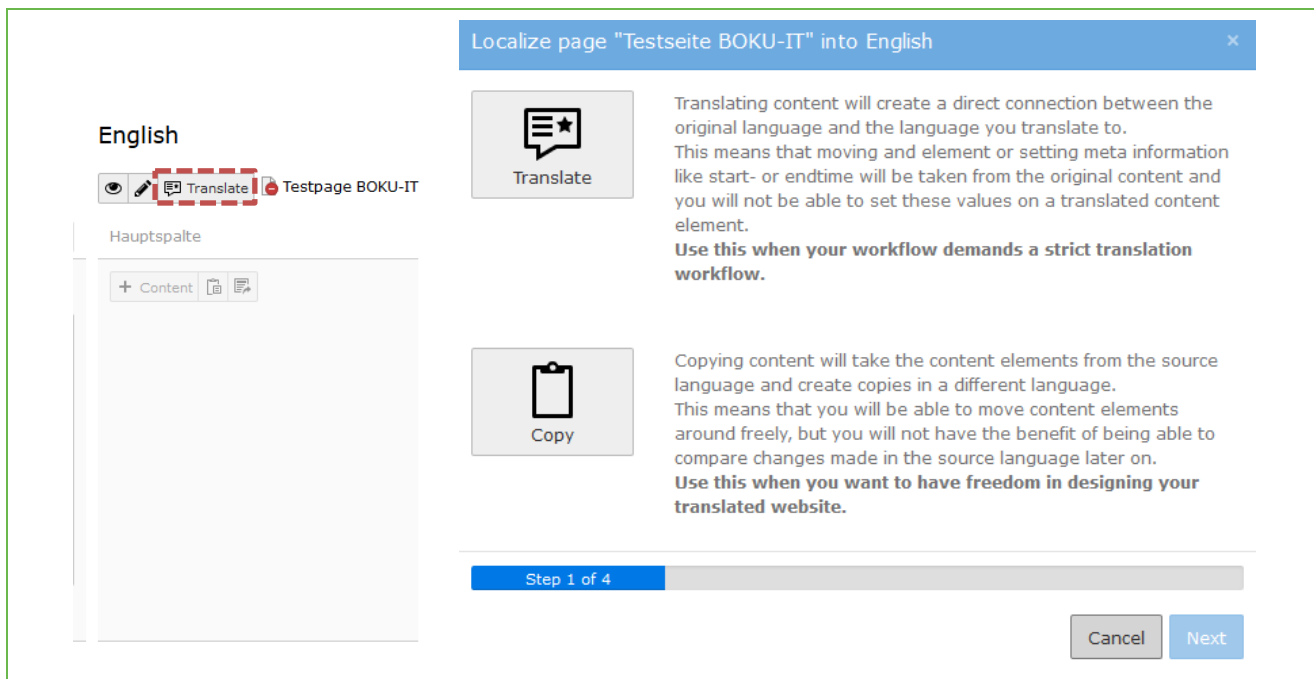 English
Translate Testpage BOKU-IT
Hauptspalte
+ Content
Localize page "Testseite BOKU-IT" into English ×
Translate
Translating content will create a direct connection between the
original language and the language you translate to.
This means that moving and element or setting meta information
like start- or endtime will be taken from the original content and
you will not be able to set these values on a translated content
element.
Use this when your workflow demands a strict translation
workflow.
Copy
Copying content will take the content elements from the source
language and create copies in a different language.
This means that you will be able to move content elements
around freely, but you will not have the benefit of being able to
compare changes made in the source language later on.
Use this when you want to have freedom in designing your
translated website.
Step 1 of 4
Cancel Next